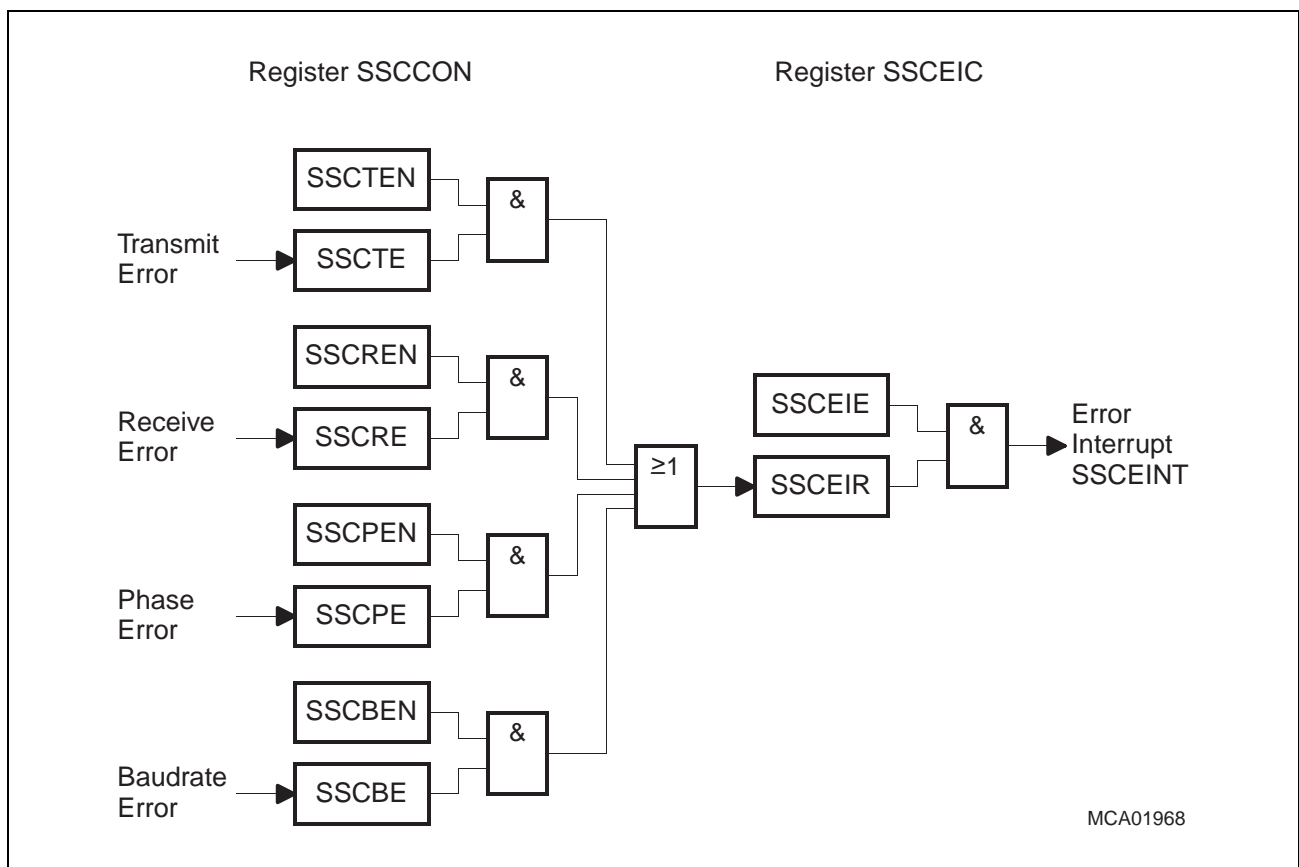 Register SSCCON
Register SSCEIC
SSCTEN
&
Transmit
Error
SSCTE
SSCREN
&
Receive
Error
SSCRE
SSCPEN
&
Phase
Error
SSCPE
SSCBEN
&
Baudrate
Error
SSCBE
≥1
SSCEIE
SSCEIR
&
Error
Interrupt
SSCEINT
MCA01968